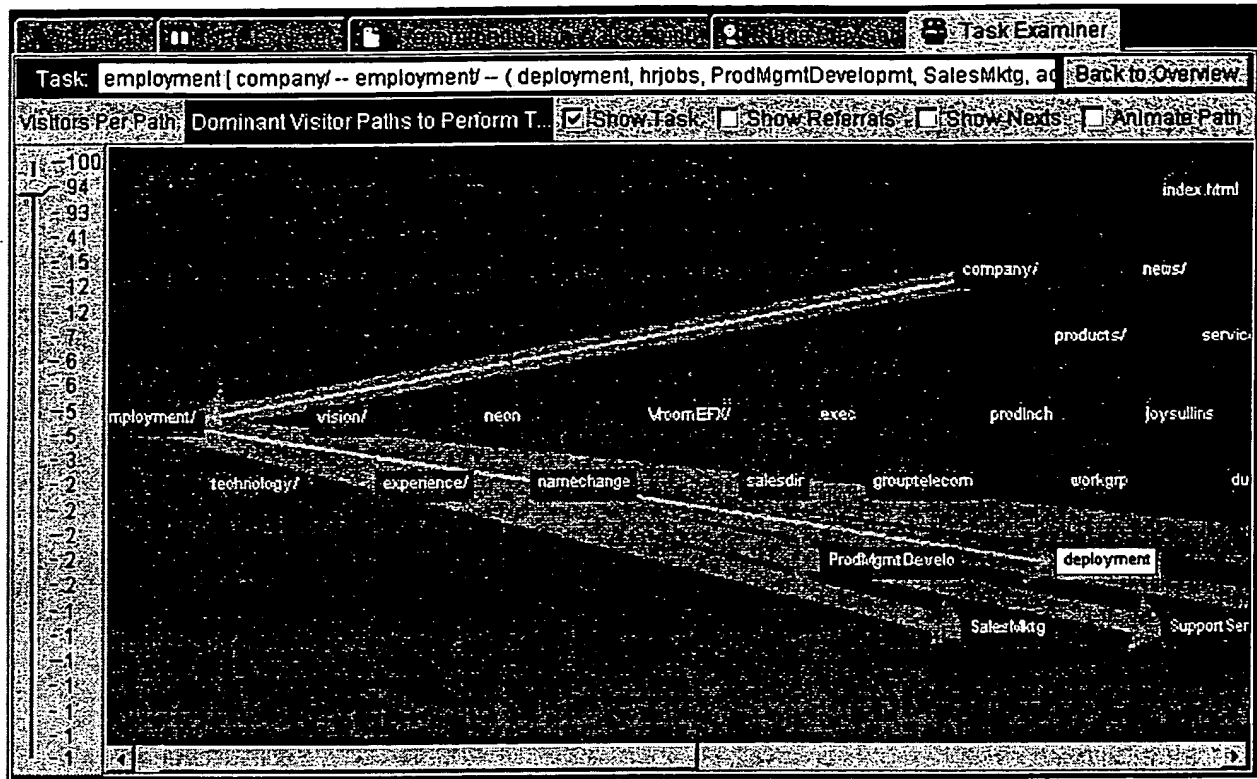 Task Examiner
Task: employment [ company/ -- employment/ -- ( deployment, hrjobs, ProdMgmtDevelopmt, SalesMktg, ac Back to Overview
Visitors Per Path Dominant Visitor Paths to Perform T... Show Task Show Referrals Show Nexts Animate Path
100
94
93
41
15
12
12
7
6
6
5
5
3
2
2
2
2
2
1
1
1
1
1
1
1
index.html
company/ news/
products/ servic
mployment/ vision/ neon VroomEFX/ exec prodlnch joysullins
technology/ experience/ namechange salesdir grouptelecom workgrp du
ProdMgmtDevelo deployment
SalesMktg SupportSer